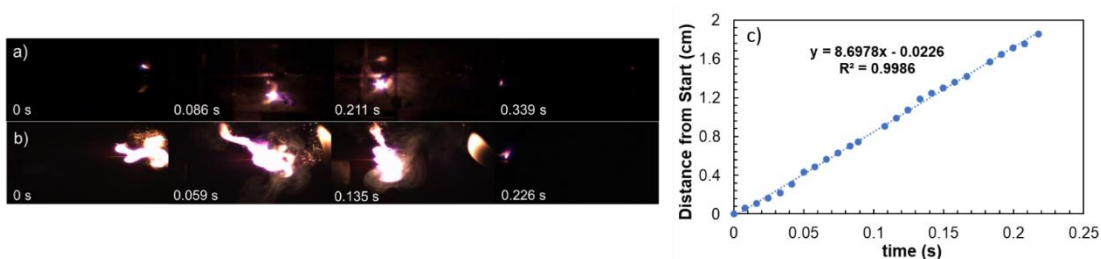 a)
0 s
0.086 s
0.211 s
0.339 s
b)
0 s
0.059 s
0.135 s
0.226 s
c)
y = 8.6978x - 0.0226
R² = 0.9986
Distance from Start (cm)
2
1.6
1.2
0.8
0.4
0
0
0.05
0.1
0.15
0.2
0.25
time (s)